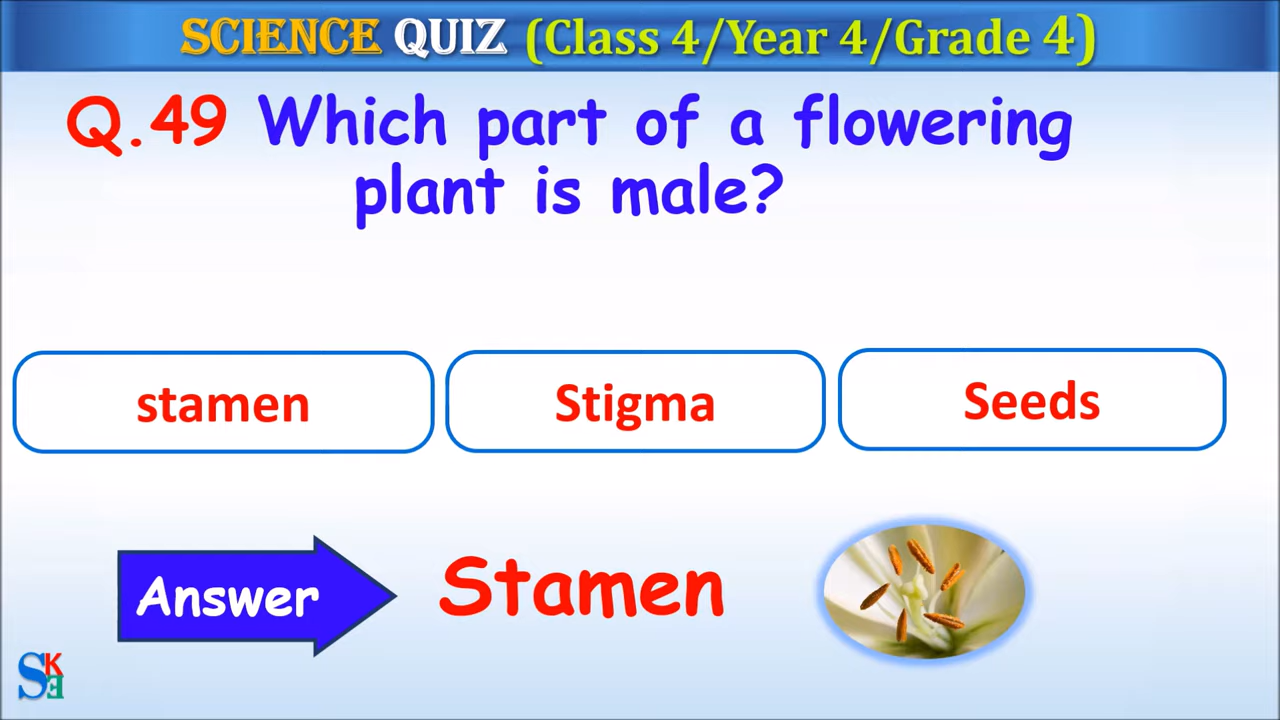 SCIENCE QUIZ (Class 4/Year 4/Grade 4)
Q.49 Which part of a flowering
plant is male?
stamen Stigma Seeds
Answer Stamen
SKE